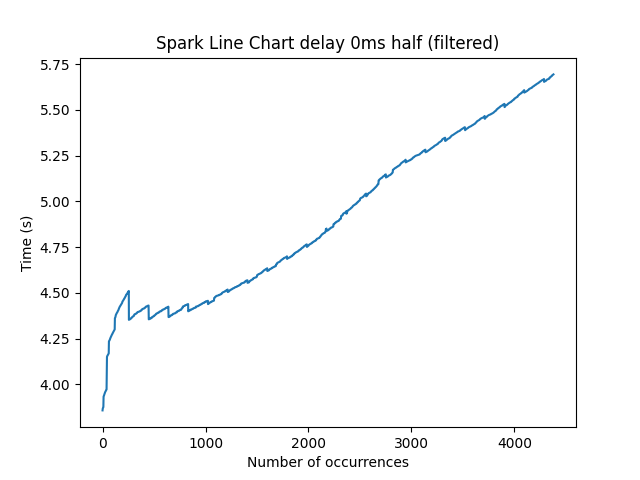 Spark Line Chart delay 0ms half (filtered)
5.75
5.50
5.25
5.00
4.75
4.50
4.25
4.00
Time (s)
0 1000 2000 3000 4000
Number of occurrences